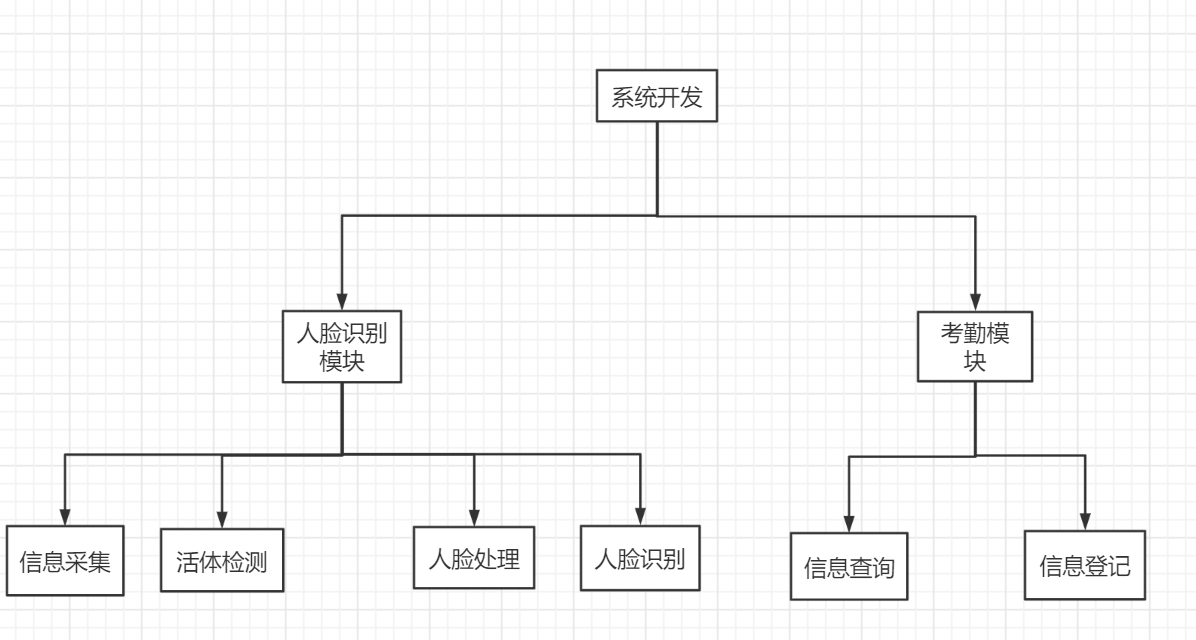 系统开发
人脸识别
模块
考勤模
块
信息采集
活体检测
人脸处理
人脸识别
信息查询
信息登记